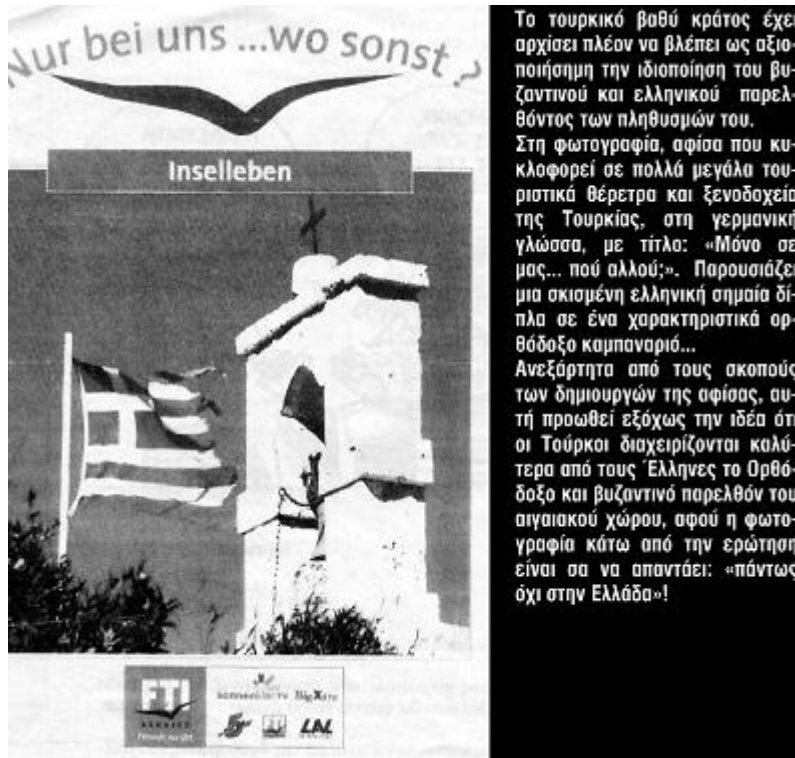 Nur bei uns ...wo sonst ?
Inselleben
FTI
SERVICE
sonnenklar TV BigXtra
LAL
Το τουρκικό βαθύ κράτος έχει
αρχίσει πλέον να βλέπει ως αξιο-
ποιήσημη την ιδιοποίηση του βυ-
ζαντινού και ελληνικού παρελ-
θόντος των πληθυσμών του.
Στη φωτογραφία, αφίσα που κυ-
κλοφορεί σε πολλά μεγάλα του-
ριστικά θέρετρα και ξενοδοχεία
της Τουρκίας, στη γερμανική
γλώσσα, με τίτλο: «Μόνο σε
μας... πού αλλού;». Παρουσιάζει
μια σκισμένη ελληνική σημαία δί-
πλα σε ένα χαρακτηριστικά ορ-
θόδοξο καμπαναριό...
Ανεξάρτητα από τους σκοπούς
των δημιουργών της αφίσας, αυ-
τή προωθεί εξόχως την ιδέα ότι
οι Τούρκοι διαχειρίζονται καλύ-
τερα από τους Έλληνες το Ορθό-
δοξο και βυζαντινό παρελθόν του
αιγαιακού χώρου, αφού η φωτο-
γραφία κάτω από την ερώτηση
είναι σα να απαντάει: «πάντως
όχι στην Ελλάδα»!